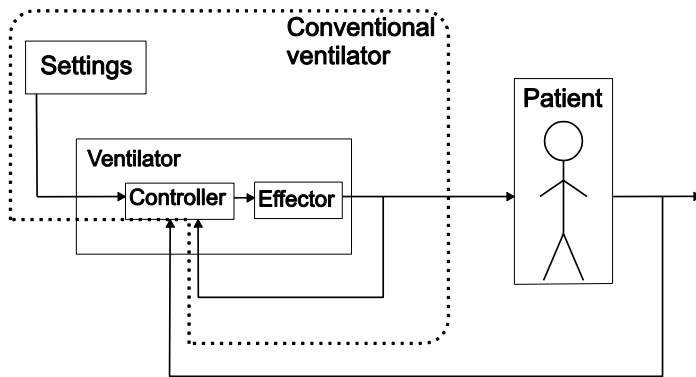 Conventional
ventilator
Settings
Patient
Ventilator
Controller
Effector